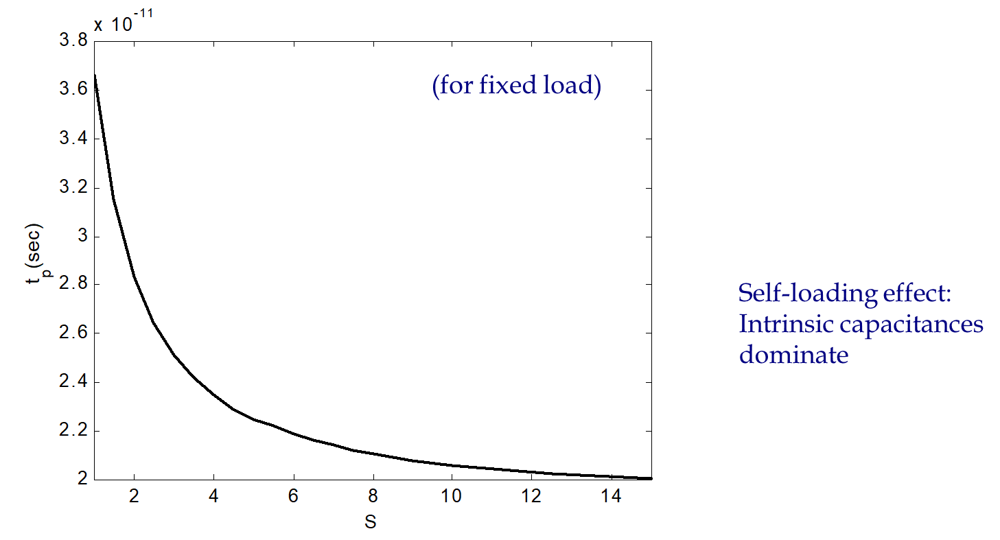 x 10-11
3.8
3.6
3.4
3.2
3
2.8
2.6
2.4
2.2
2
tp(sec)
2 4 6 8 10 12 14
S
(for fixed load)
Self-loading effect:
Intrinsic capacitances
dominate